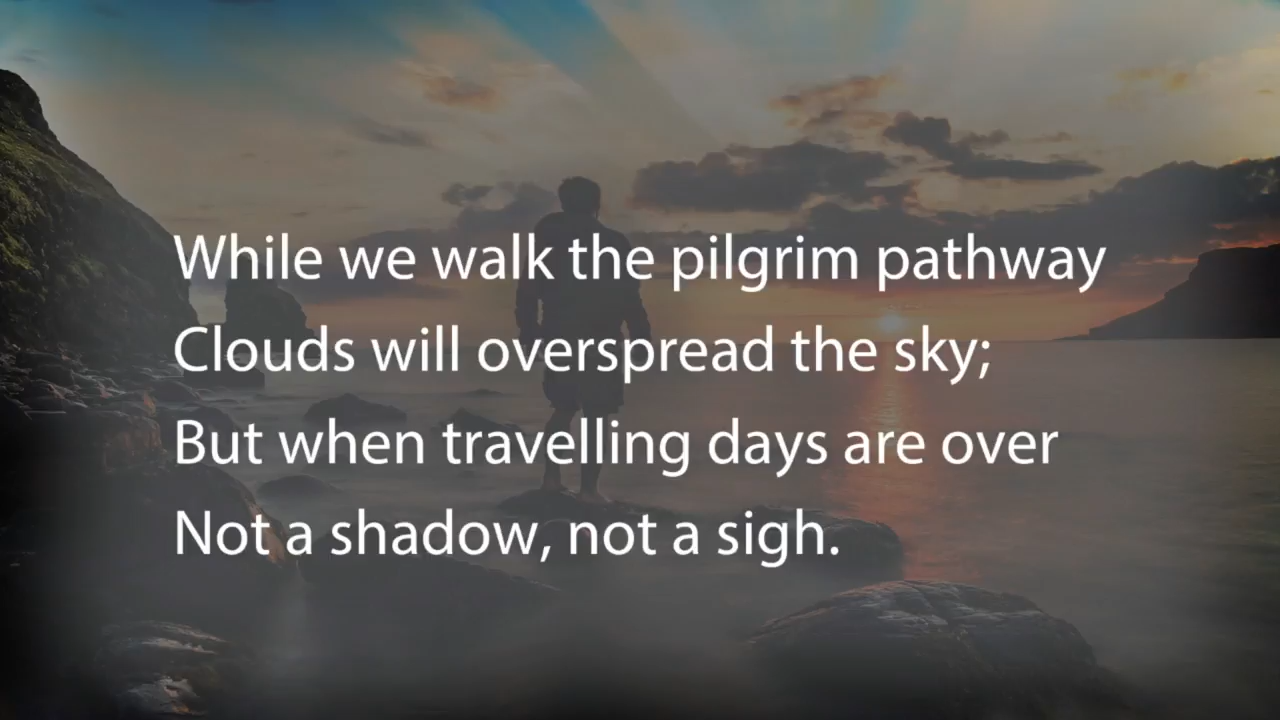 While we walk the pilgrim pathway
Clouds will overspread the sky;
But when travelling days are over
Not a shadow, not a sigh.